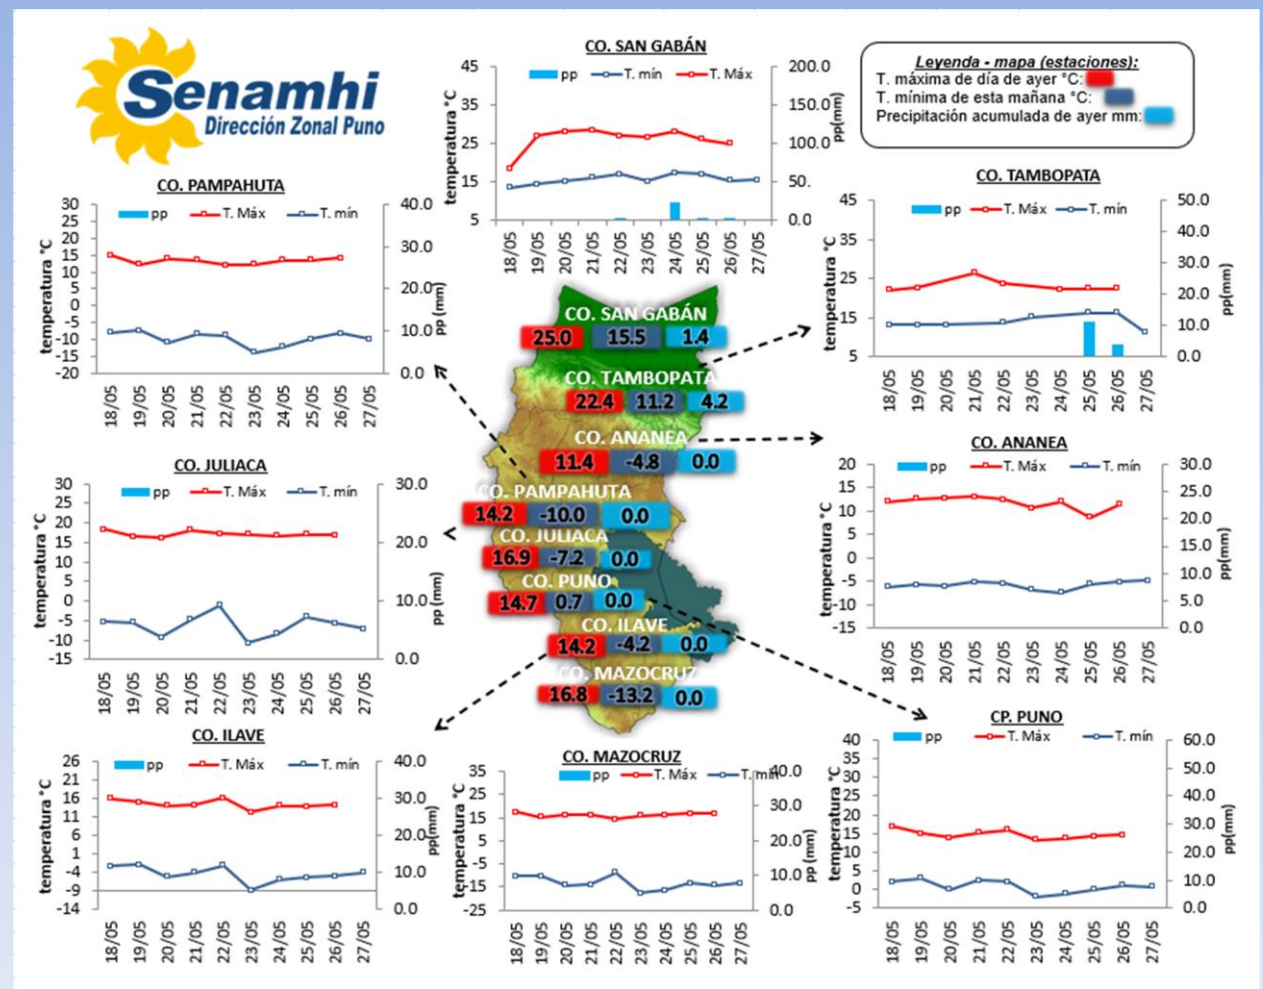 Senamhi
Dirección Zonal Puno
CO. SAN GABÁN
pp T. mín T. Máx
temperatura °C
45
35
25
15
5
200.0
150.0
100.0
50.
0.0
pp(mm)
18/05 19/05 20/05 21/05 22/05 23/05 24/05 25/05 26/05 27/05
Leyenda - mapa (estaciones):
T. máxima de día de ayer °C:
T. mínima de esta mañana °C:
Precipitación acumulada de ayer mm:
CO. PAMPAHUTA
pp T. Máx T. mín
temperatura °C
30
25
20
15
10
5
0
-5
-10
-15
-20
40.0
30.0
20.0
10.0
0.0
pp (mm)
18/05 19/05 20/05 21/05 22/05 23/05 24/05 25/05 26/05 27/05
CO. TAMBOPATA
pp T. Máx T. mín
temperatura °C
45
35
25
15
5
50.0
40.0
30.0
20.0
10.0
0.0
pp(mm)
18/05 19/05 20/05 21/05 22/05 23/05 24/05 25/05 26/05 27/05
CO. SAN GABÁN
25.0 15.5 1.4
CO. TAMBOPATA
22.4 11.2 4.2
CO. ANANEA
11.4 -4.8 0.0
CO. PAMPAHUTA
14.2 -10.0 0.0
CO. JULIACA
16.9 -7.2 0.0
CO. PUNO
14.7 0.7 0.0
CO. ILAVE
14.2 -4.2 0.0
CO. MAZOCRUZ
16.8 -13.2 0.0
CO. JULIACA
pp T. Máx T. mín
temperatura °C
30
25
20
15
10
5
0
-5
-10
-15
30.0
20.0
10.0
0.0
pp (mm)
18/05 19/05 20/05 21/05 22/05 23/05 24/05 25/05 26/05 27/05
CO. ANANEA
pp T. Máx T. mín
temperatura °C
20
15
10
5
0
-5
-10
-15
30.0
25.0
20.0
15.0
10.0
5.0
0.0
pp(mm)
18/05 19/05 20/05 21/05 22/05 23/05 24/05 25/05 26/05 27/05
CO. ILAVE
pp T. Máx T. mín
temperatura °C
26
21
16
11
6
1
-4
-9
-14
40.0
30.0
20.0
10.0
0.0
pp(mm)
18/05 19/05 20/05 21/05 22/05 23/05 24/05 25/05 26/05 27/05
CO. MAZOCRUZ
pp T. Máx T. mín
temperatura °C
35
25
15
5
-5
-15
-25
40.0
30.0
20.0
10.0
0.0
pp (mm)
18/05 19/05 20/05 21/05 22/05 23/05 24/05 25/05 26/05 27/05
CP. PUNO
pp T. Máx T. mín
temperatura °C
40
35
30
25
20
15
10
5
0
-5
60.0
50.0
40.0
30.0
20.0
10.0
0.0
pp(mm)
18/05 19/05 20/05 21/05 22/05 23/05 24/05 25/05 26/05 27/05